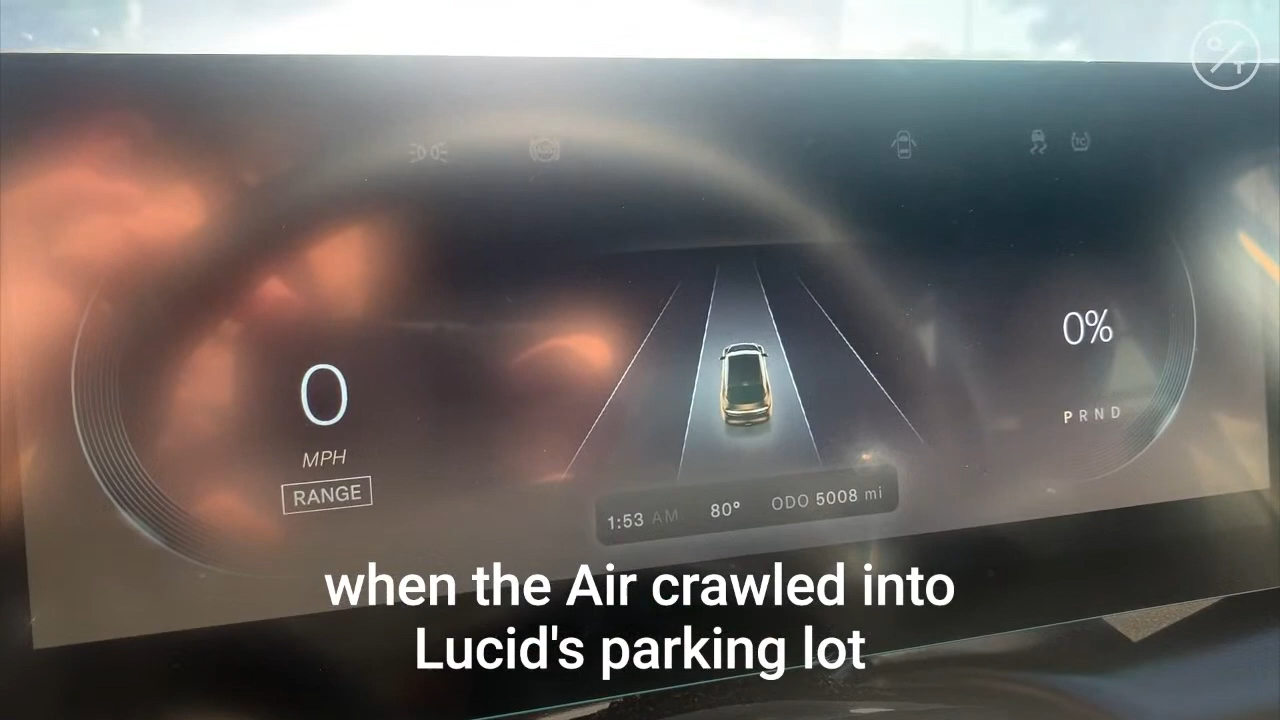 O/T
TC
0
MPH
RANGE
0%
PRND
1:53 AM 80° ODO 5008 mi
when the Air crawled into
Lucid's parking lot